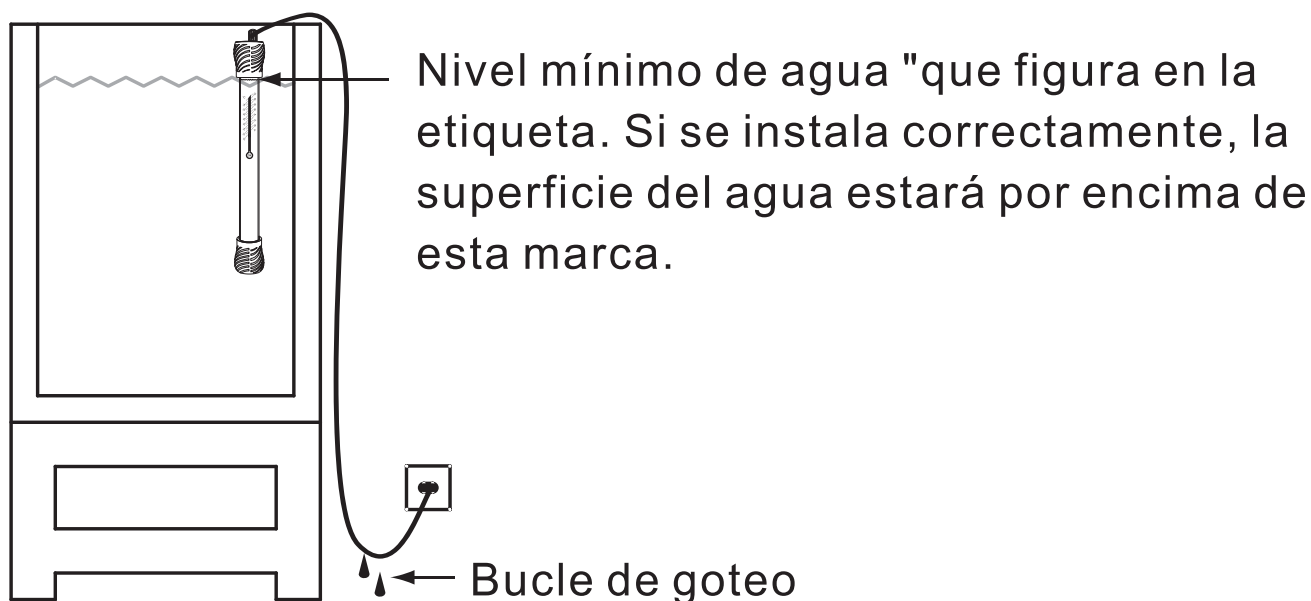 Nivel mínimo de agua "que figura en la
etiqueta. Si se instala correctamente, la
superficie del agua estará por encima de
esta marca.
Bucle de goteo